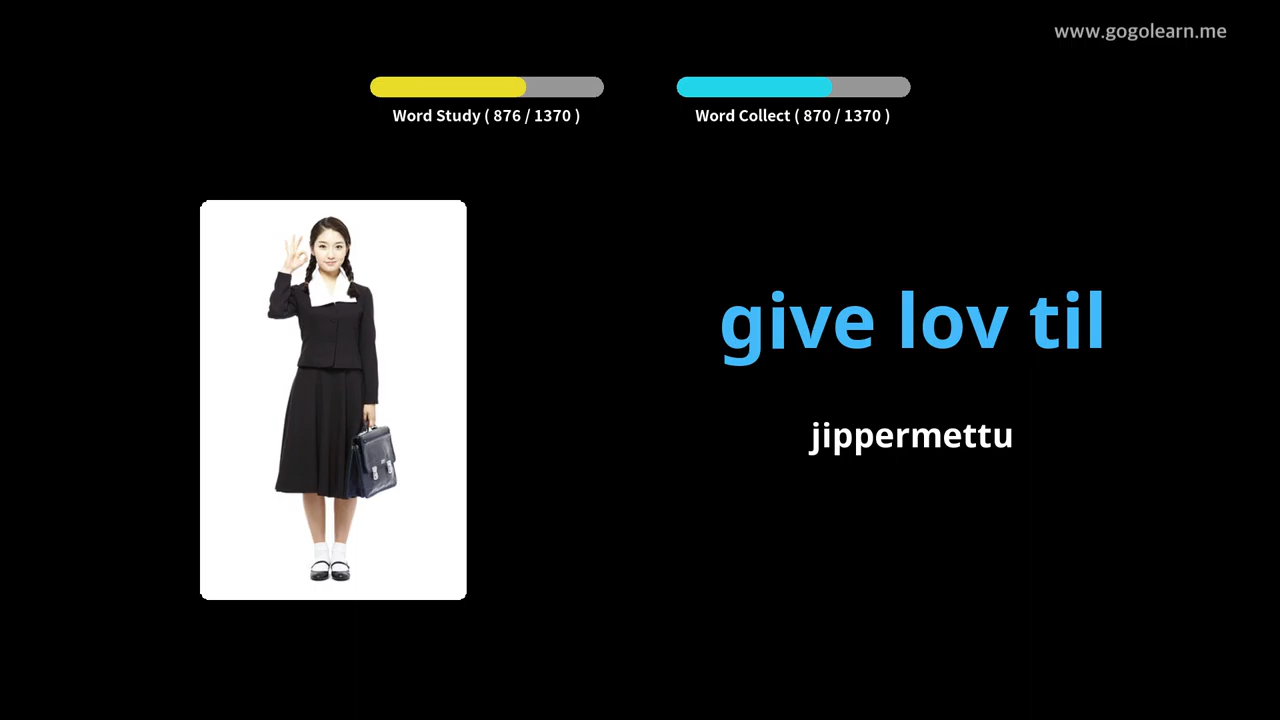 www.gogolearn.me
Word Study ( 876 / 1370 )
Word Collect ( 870 / 1370 )
give lov til
jippermettu